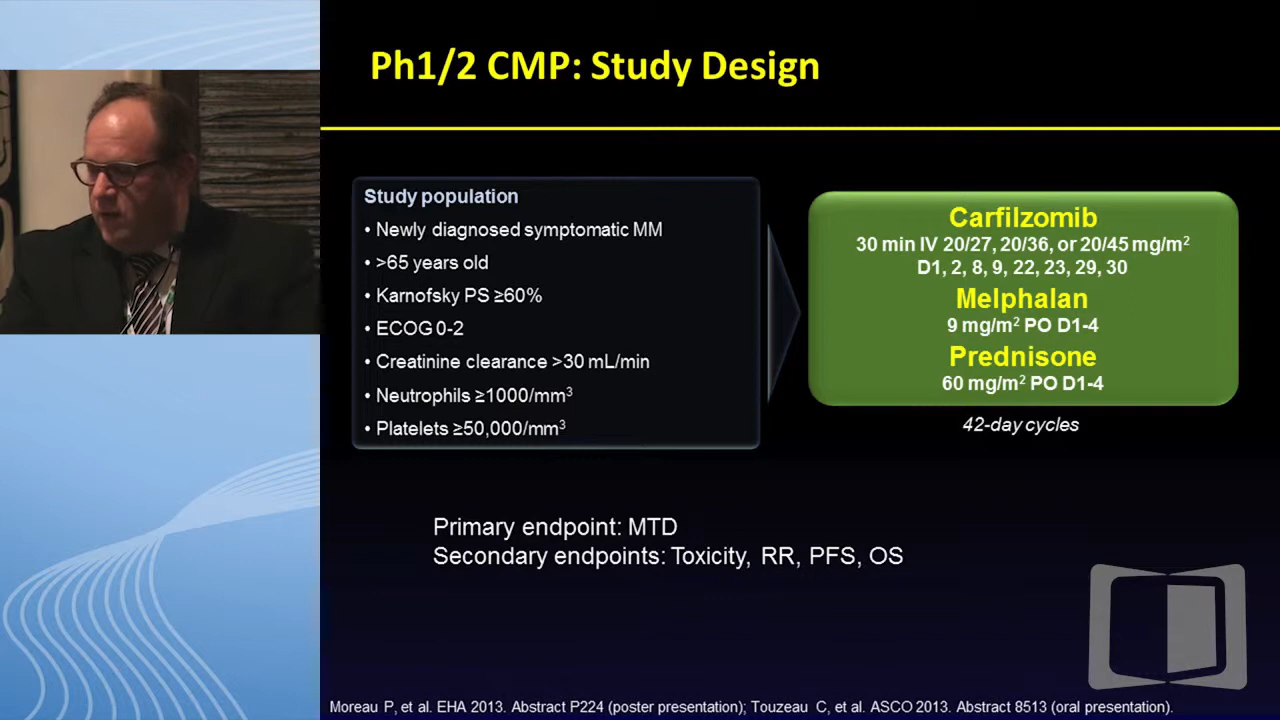 Ph1/2 CMP: Study Design
Study population
• Newly diagnosed symptomatic MM
• >65 years old
• Karnofsky PS ≥60%
• ECOG 0-2
• Creatinine clearance >30 mL/min
• Neutrophils ≥1000/mm³
• Platelets ≥50,000/mm³
Carfilzomib
30 min IV 20/27, 20/36, or 20/45 mg/m²
D1, 2, 8, 9, 22, 23, 29, 30
Melphalan
9 mg/m² PO D1-4
Prednisone
60 mg/m² PO D1-4
42-day cycles
Primary endpoint: MTD
Secondary endpoints: Toxicity, RR, PFS, OS
Moreau P, et al. EHA 2013. Abstract P224 (poster presentation); Touzeau C, et al. ASCO 2013. Abstract 8513 (oral presentation).